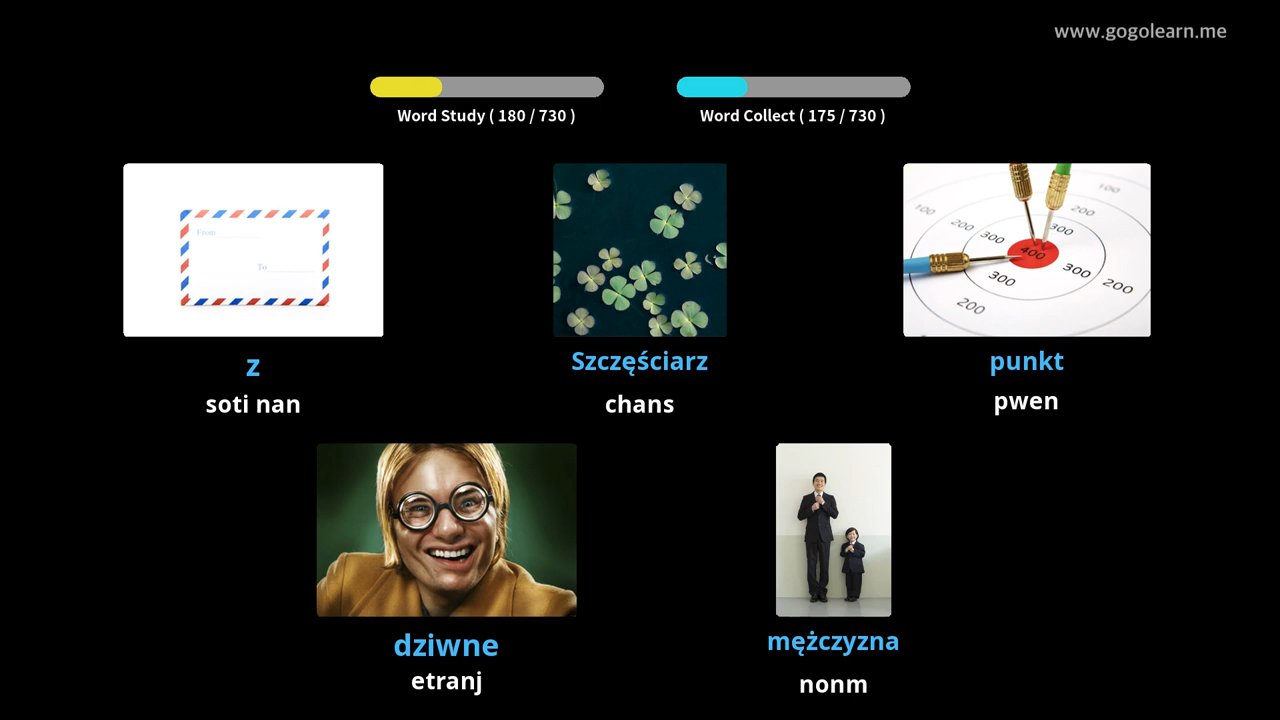 www.gogolearn.me
Word Study ( 180 / 730 )
Word Collect ( 175 / 730 )
From
To
100
100
200
200
300
300
400
300
300
200
200
z
Szczęściarz
punkt
soti nan
chans
pwen
dziwne
mężczyzna
etranj
nonm